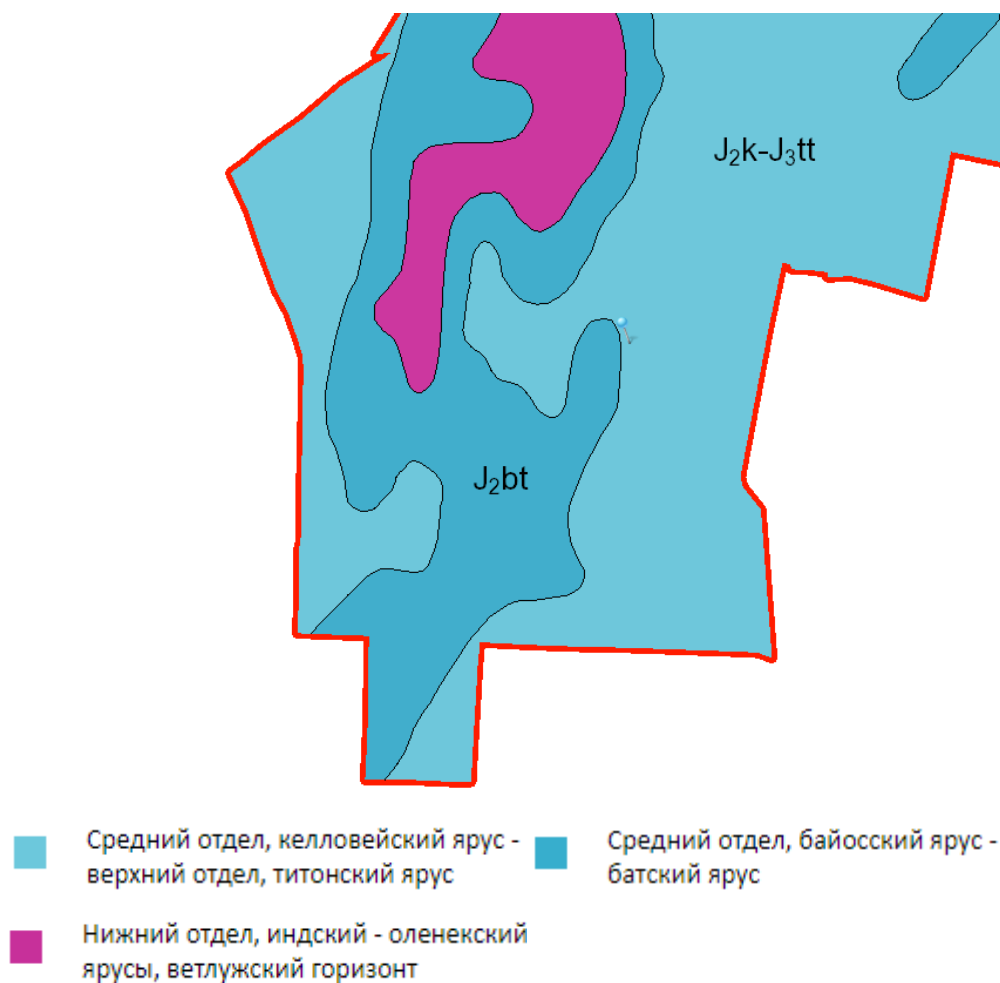 J₂k-J₃tt
J₂bt
Средний отдел, келловейский ярус -
верхний отдел, титонский ярус
Средний отдел, байосский ярус -
батский ярус
Нижний отдел, индский - оленекский
ярусы, ветлужский горизонт